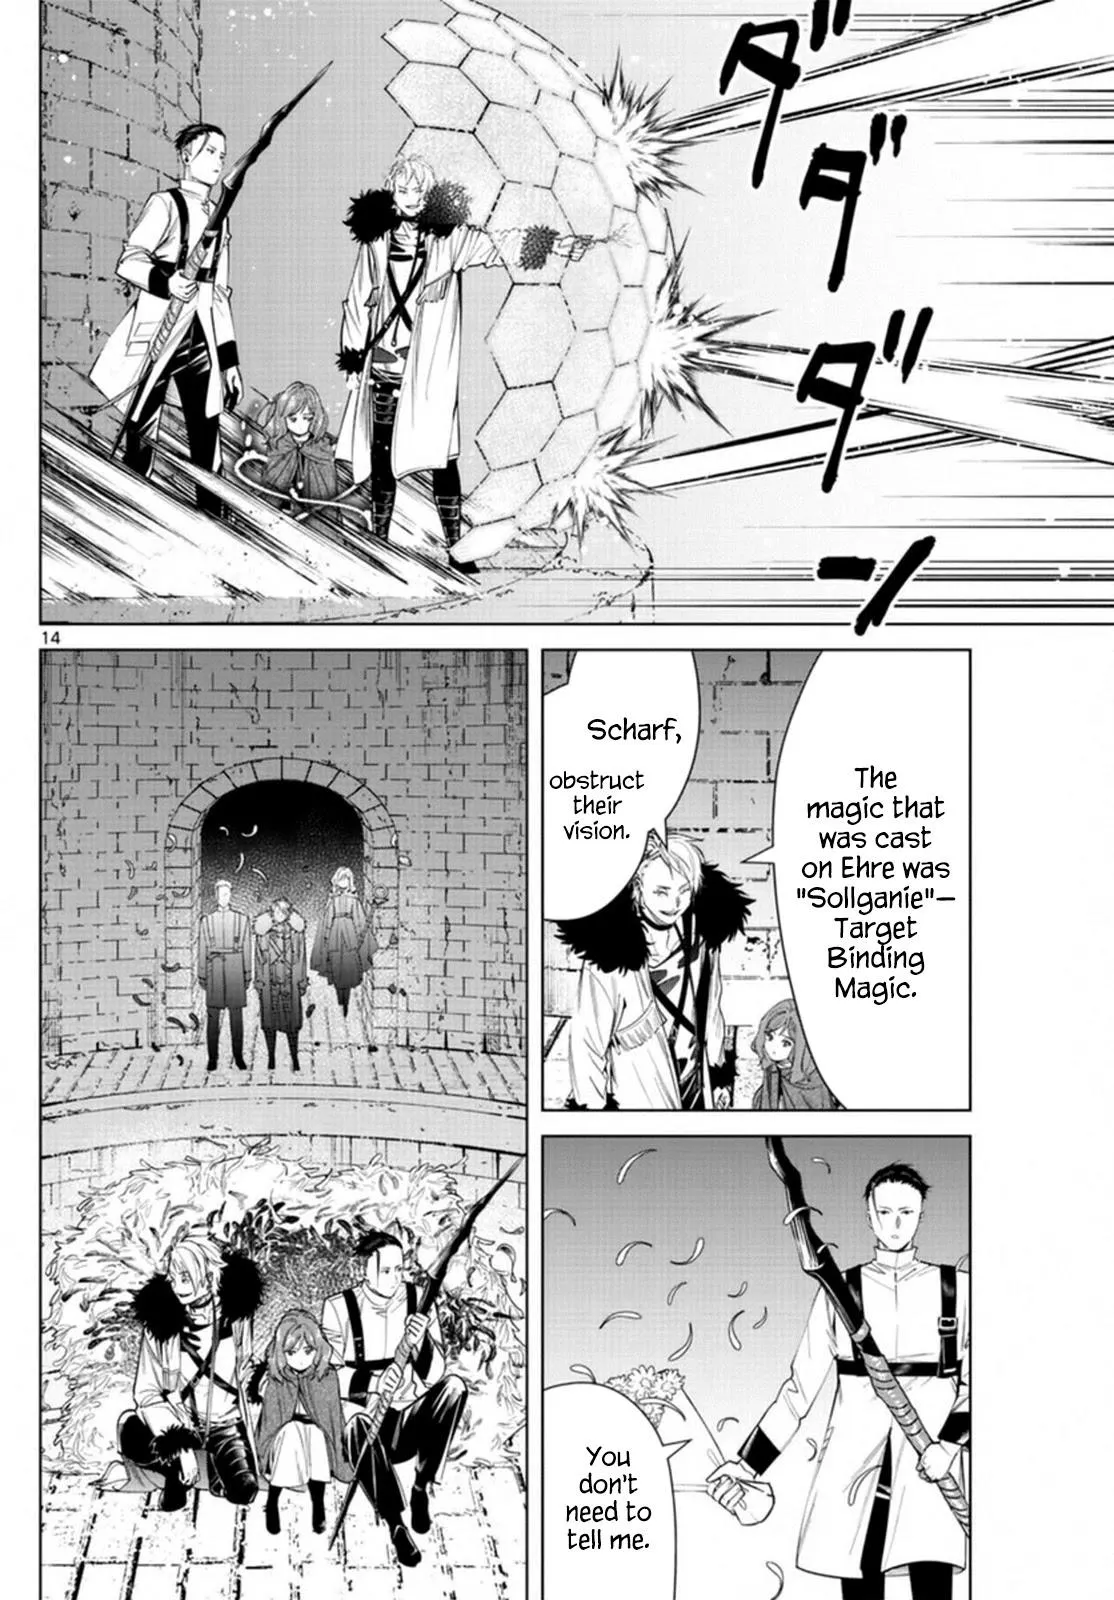 ダダダダ
ン
14
The
magic that
was cast
on Ehre was
"Sollganie"—
Target
Binding
Magic.
Scharf,
obstruct
their
vision.
You
don't
need to
tell me.